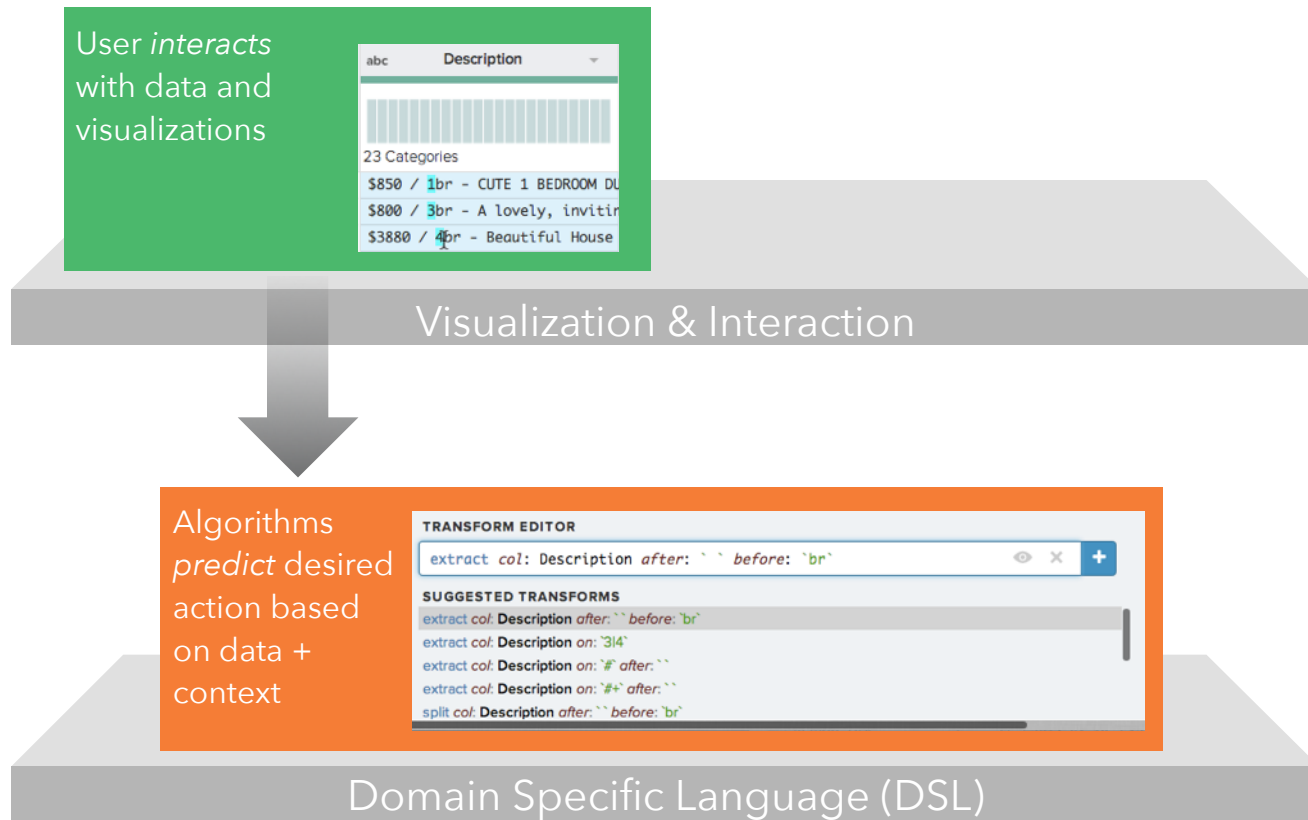 User interacts
with data and
visualizations
abc Description
23 Categories
$850 / 1br - CUTE 1 BEDROOM DU
$800 / 3br - A lovely, invitin
$3880 / 4br - Beautiful House
Visualization & Interaction
Algorithms
predict desired
action based
on data +
context
TRANSFORM EDITOR
extract col: Description after: ` ` before: `br`
SUGGESTED TRANSFORMS
extract col: Description after: ` ` before: `br`
extract col: Description on: `3|4`
extract col: Description on: `#` after: ` `
extract col: Description on: `#+` after: ` `
split col: Description after: ` ` before: `br`
Domain Specific Language (DSL)